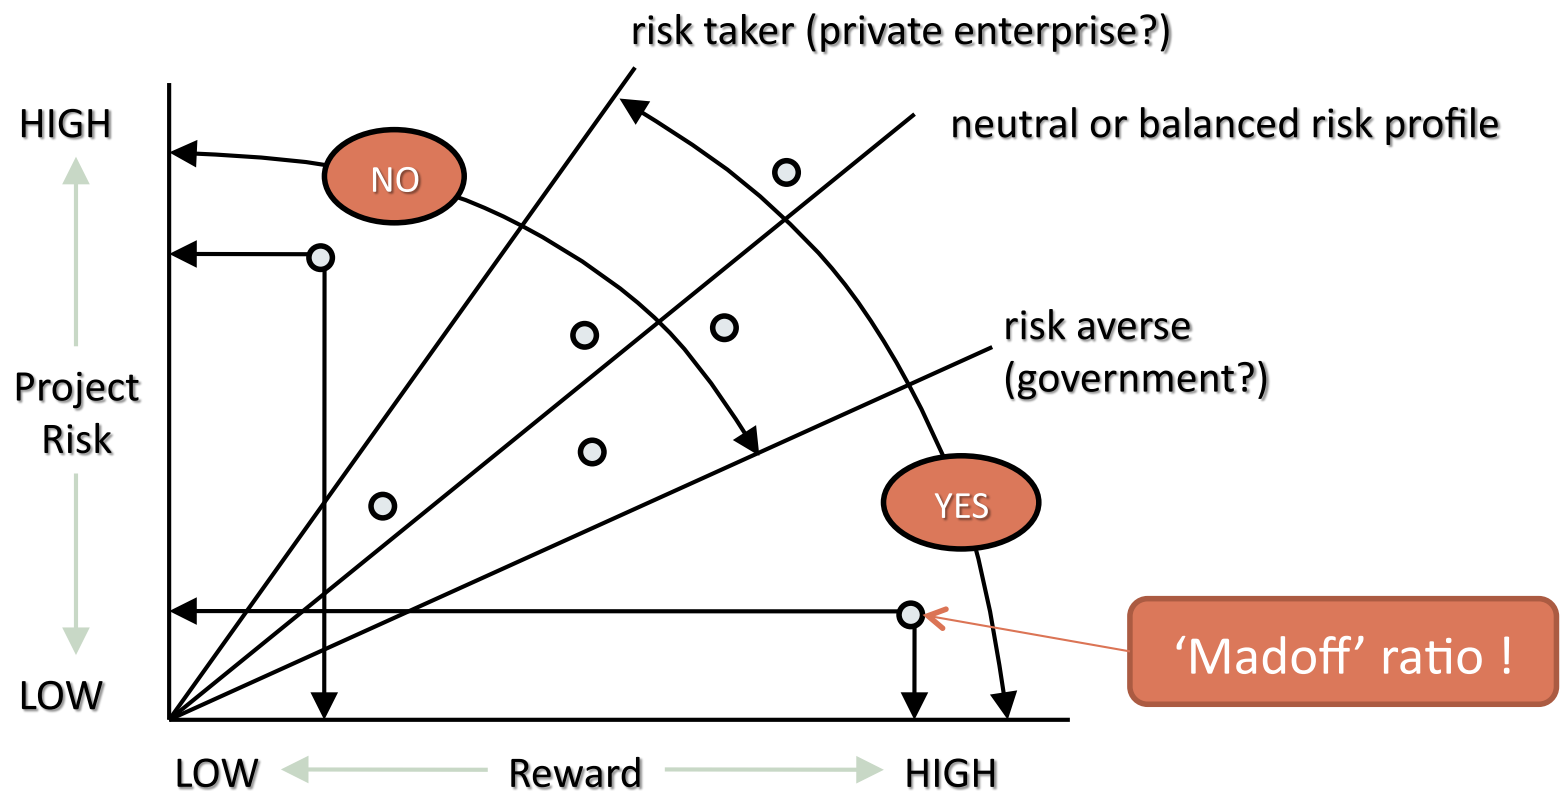 risk taker (private enterprise?)
HIGH
neutral or balanced risk profile
NO
risk averse
(government?)
Project
Risk
YES
‘Madoff’ ratio !
LOW
LOW
Reward
HIGH